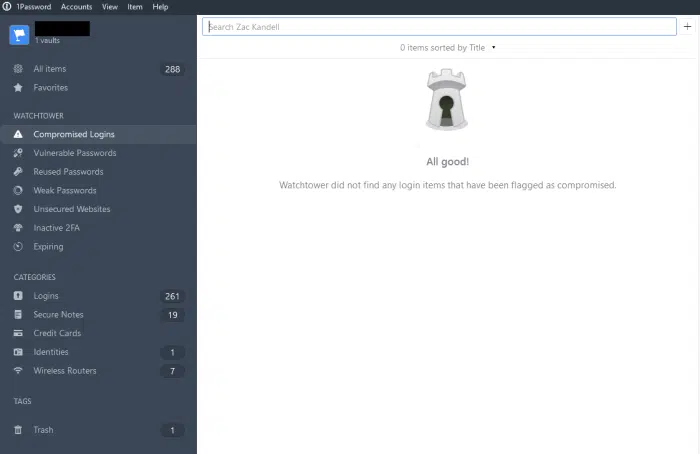 1Password Accounts View Item Help
1 vaults
All items 288
Favorites
WATCHTOWER
Compromised Logins
Vulnerable Passwords
Reused Passwords
Weak Passwords
Unsecured Websites
Inactive 2FA
Expiring
CATEGORIES
Logins 261
Secure Notes 19
Credit Cards
Identities 1
Wireless Routers 7
TAGS
Trash 1
Search Zac Kandell
0 items sorted by Title
All good!
Watchtower did not find any login items that have been flagged as compromised.